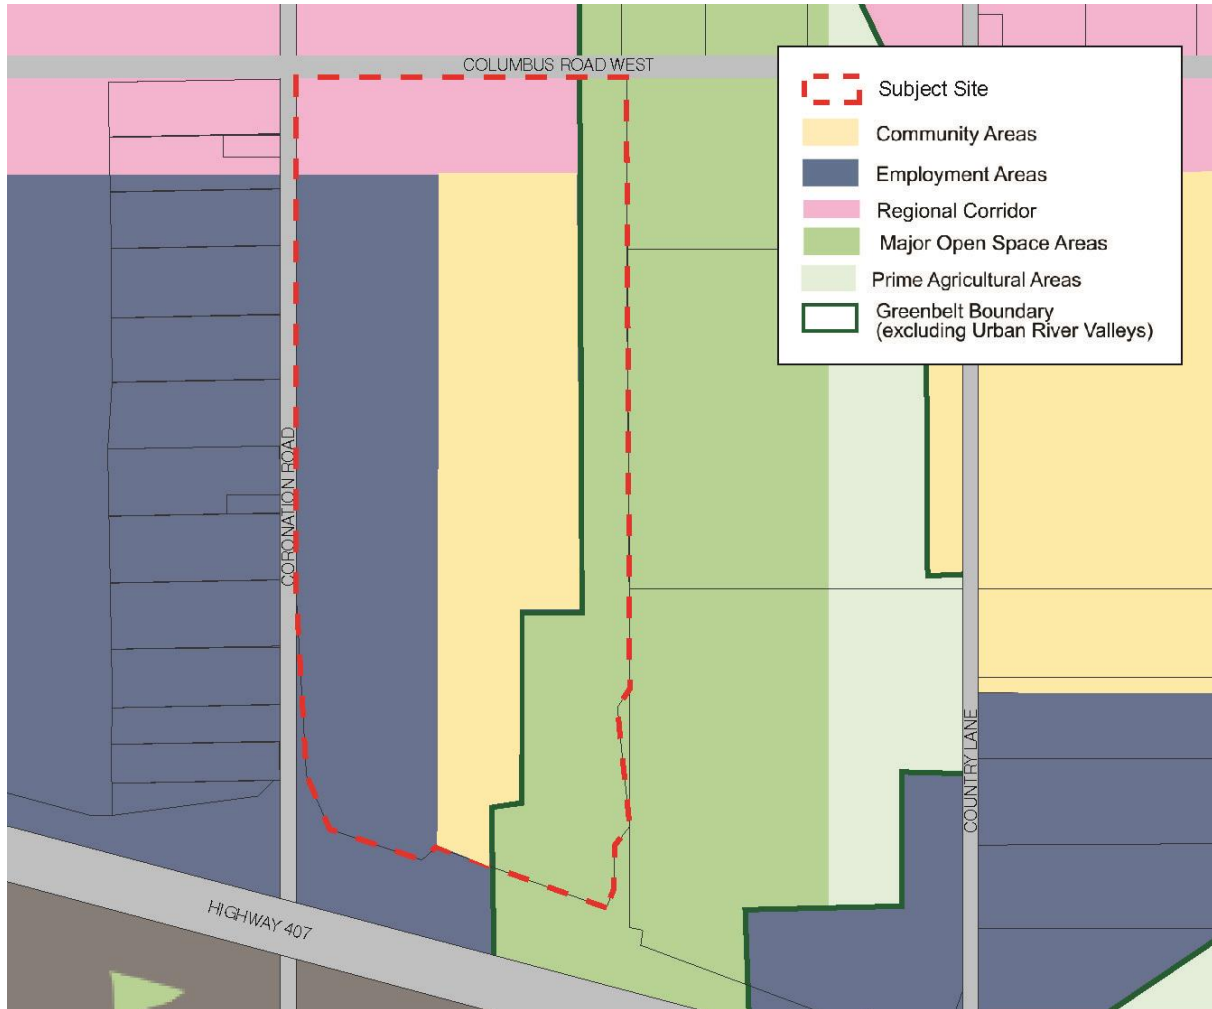 COLUMBUS ROAD WEST
Subject Site
Community Areas
Employment Areas
Regional Corridor
Major Open Space Areas
Prime Agricultural Areas
Greenbelt Boundary
(excluding Urban River Valleys)
CORONATION ROAD
COUNTRY LANE
HIGHWAY 407